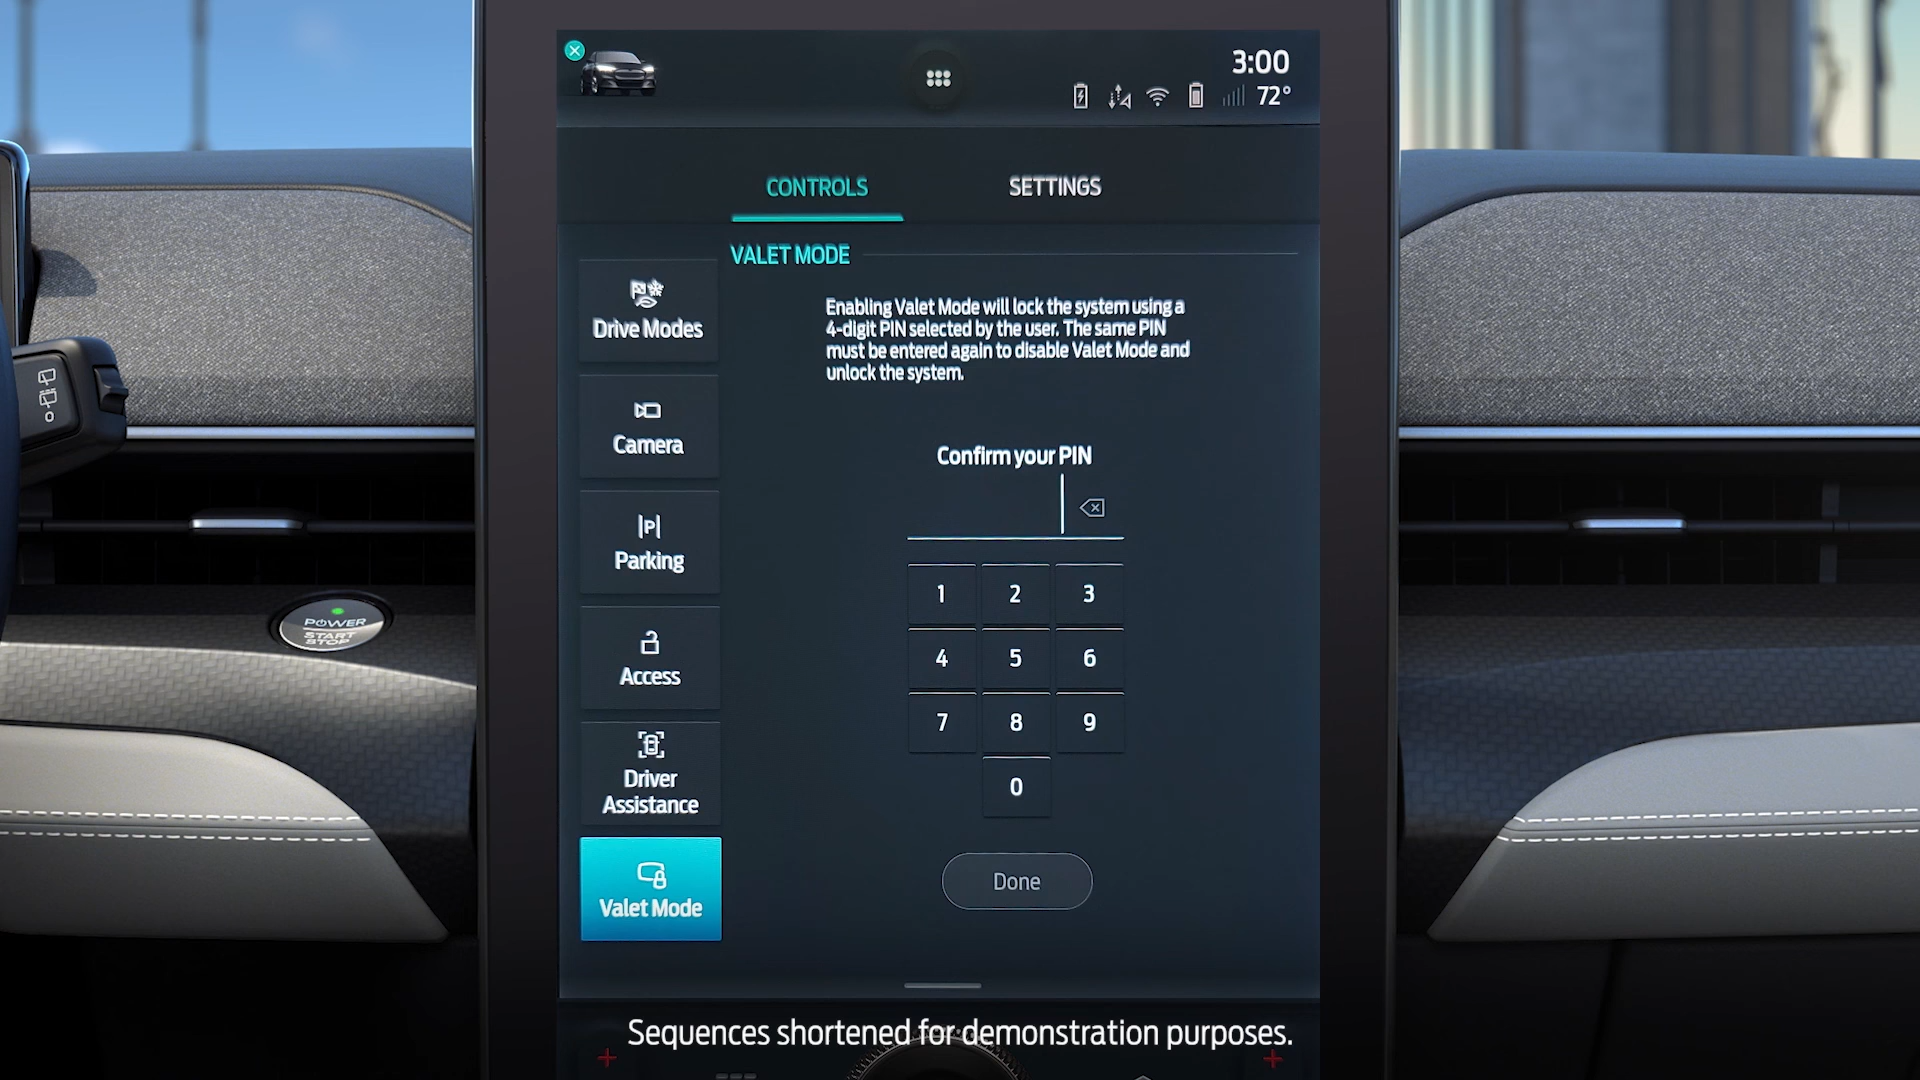 3:00
72°
CONTROLS
SETTINGS
VALET MODE
Enabling Valet Mode will lock the system using a
4-digit PIN selected by the user. The same PIN
must be entered again to disable Valet Mode and
unlock the system.
Drive Modes
Camera
P
Parking
Access
Driver
Assistance
Valet Mode
Confirm your PIN
1 2 3
4 5 6
7 8 9
0
Done
0
POWER
START
STOP
Sequences shortened for demonstration purposes.